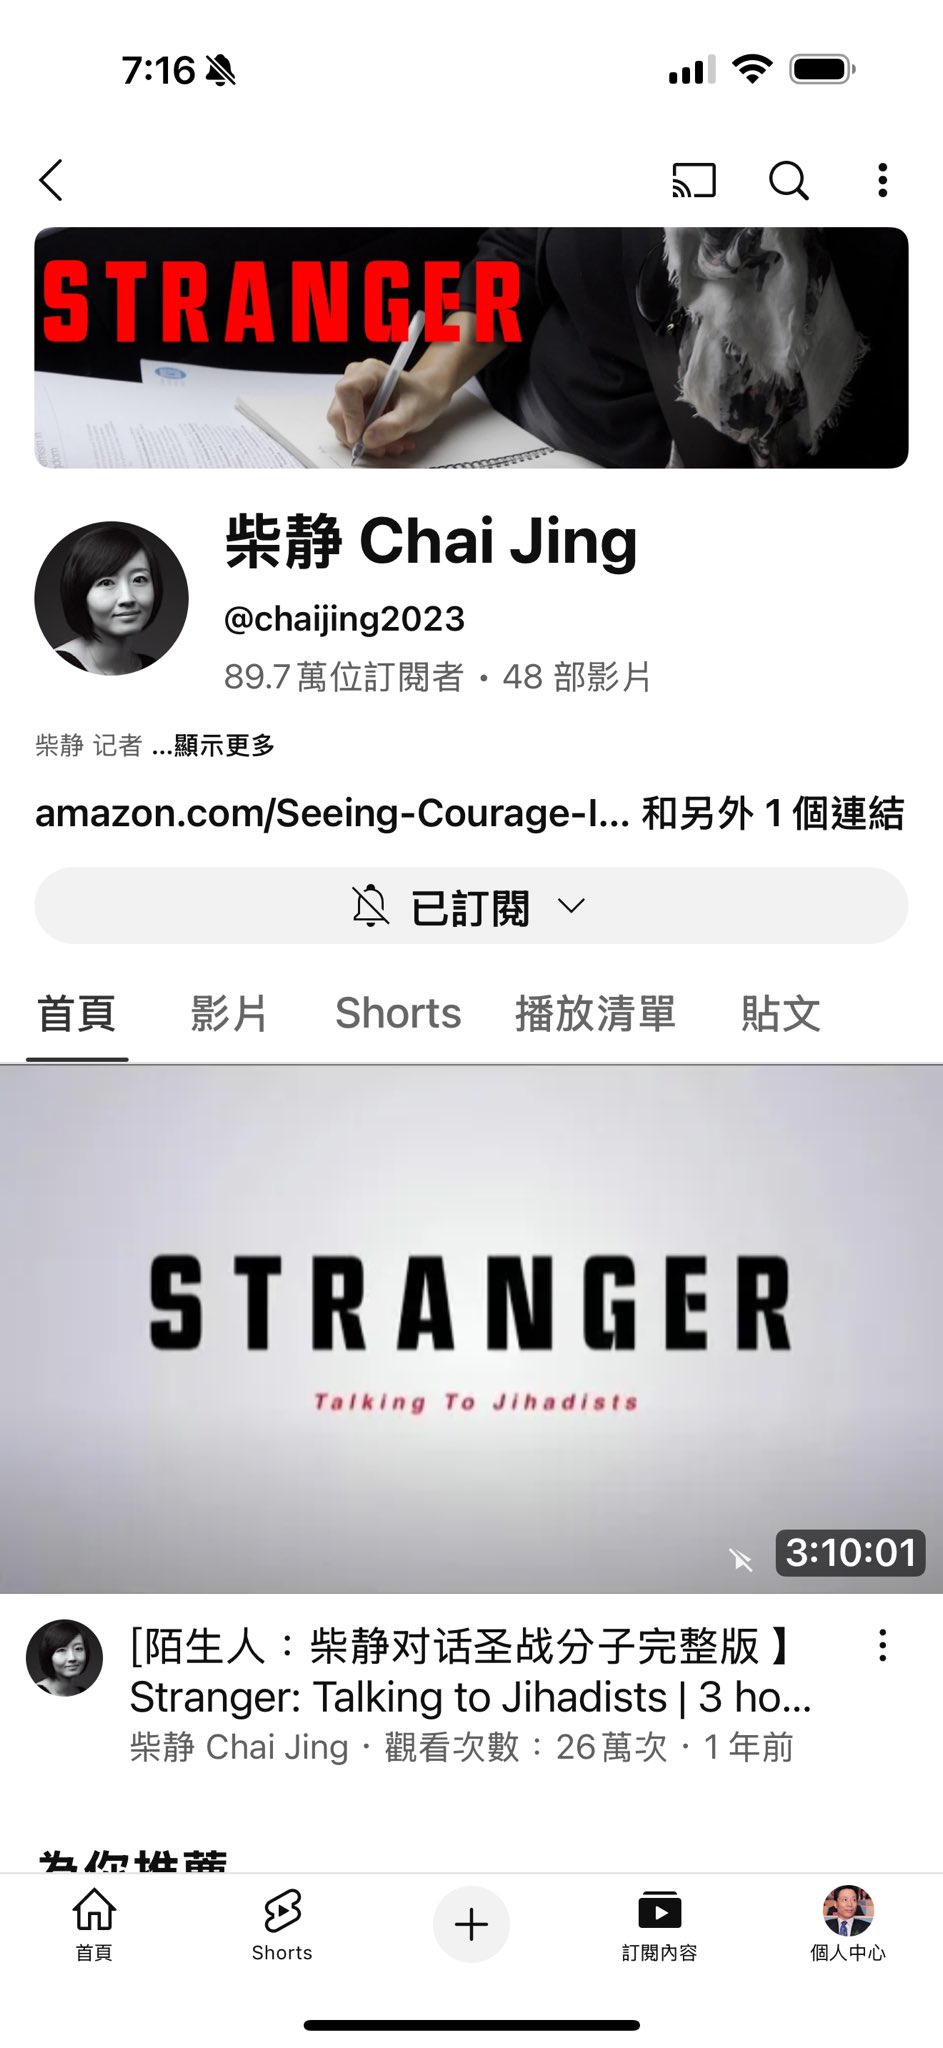 7:16
STRANGER
柴静 Chai Jing
@chaijing2023
89.7萬位訂閱者・48 部影片
柴静 记者 ...顯示更多
amazon.com/Seeing-Courage-I... 和另外 1 個連結
已訂閱
首頁 影片 Shorts 播放清單 貼文
STRANGER
Talking To Jihadists
3:10:01
[陌生人：柴静对话圣战分子完整版 】
Stranger: Talking to Jihadists | 3 ho...
柴静 Chai Jing・觀看次數：26萬次・1 年前
為你推薦
首頁 Shorts 訂閱內容 個人中心